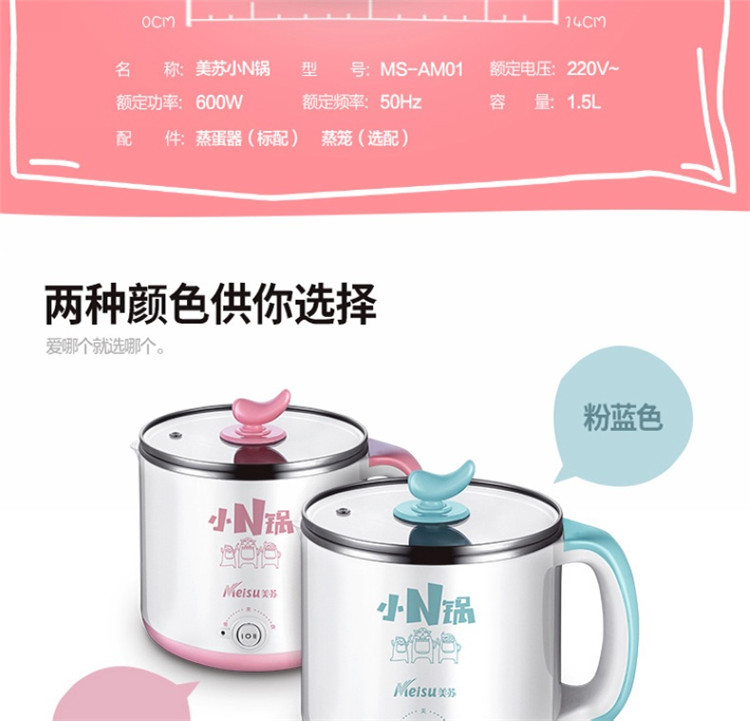 0CM 14CM
名 称: 美苏小N锅 型 号: MS-AM01 额定电压: 220V~
额定功率: 600W 额定频率: 50Hz 容 量: 1.5L
配 件: 蒸蛋器（标配） 蒸笼（选配）
两种颜色供你选择
爱哪个就选哪个。
粉蓝色
小N锅
Meisu美苏
小N锅
Meisu美苏